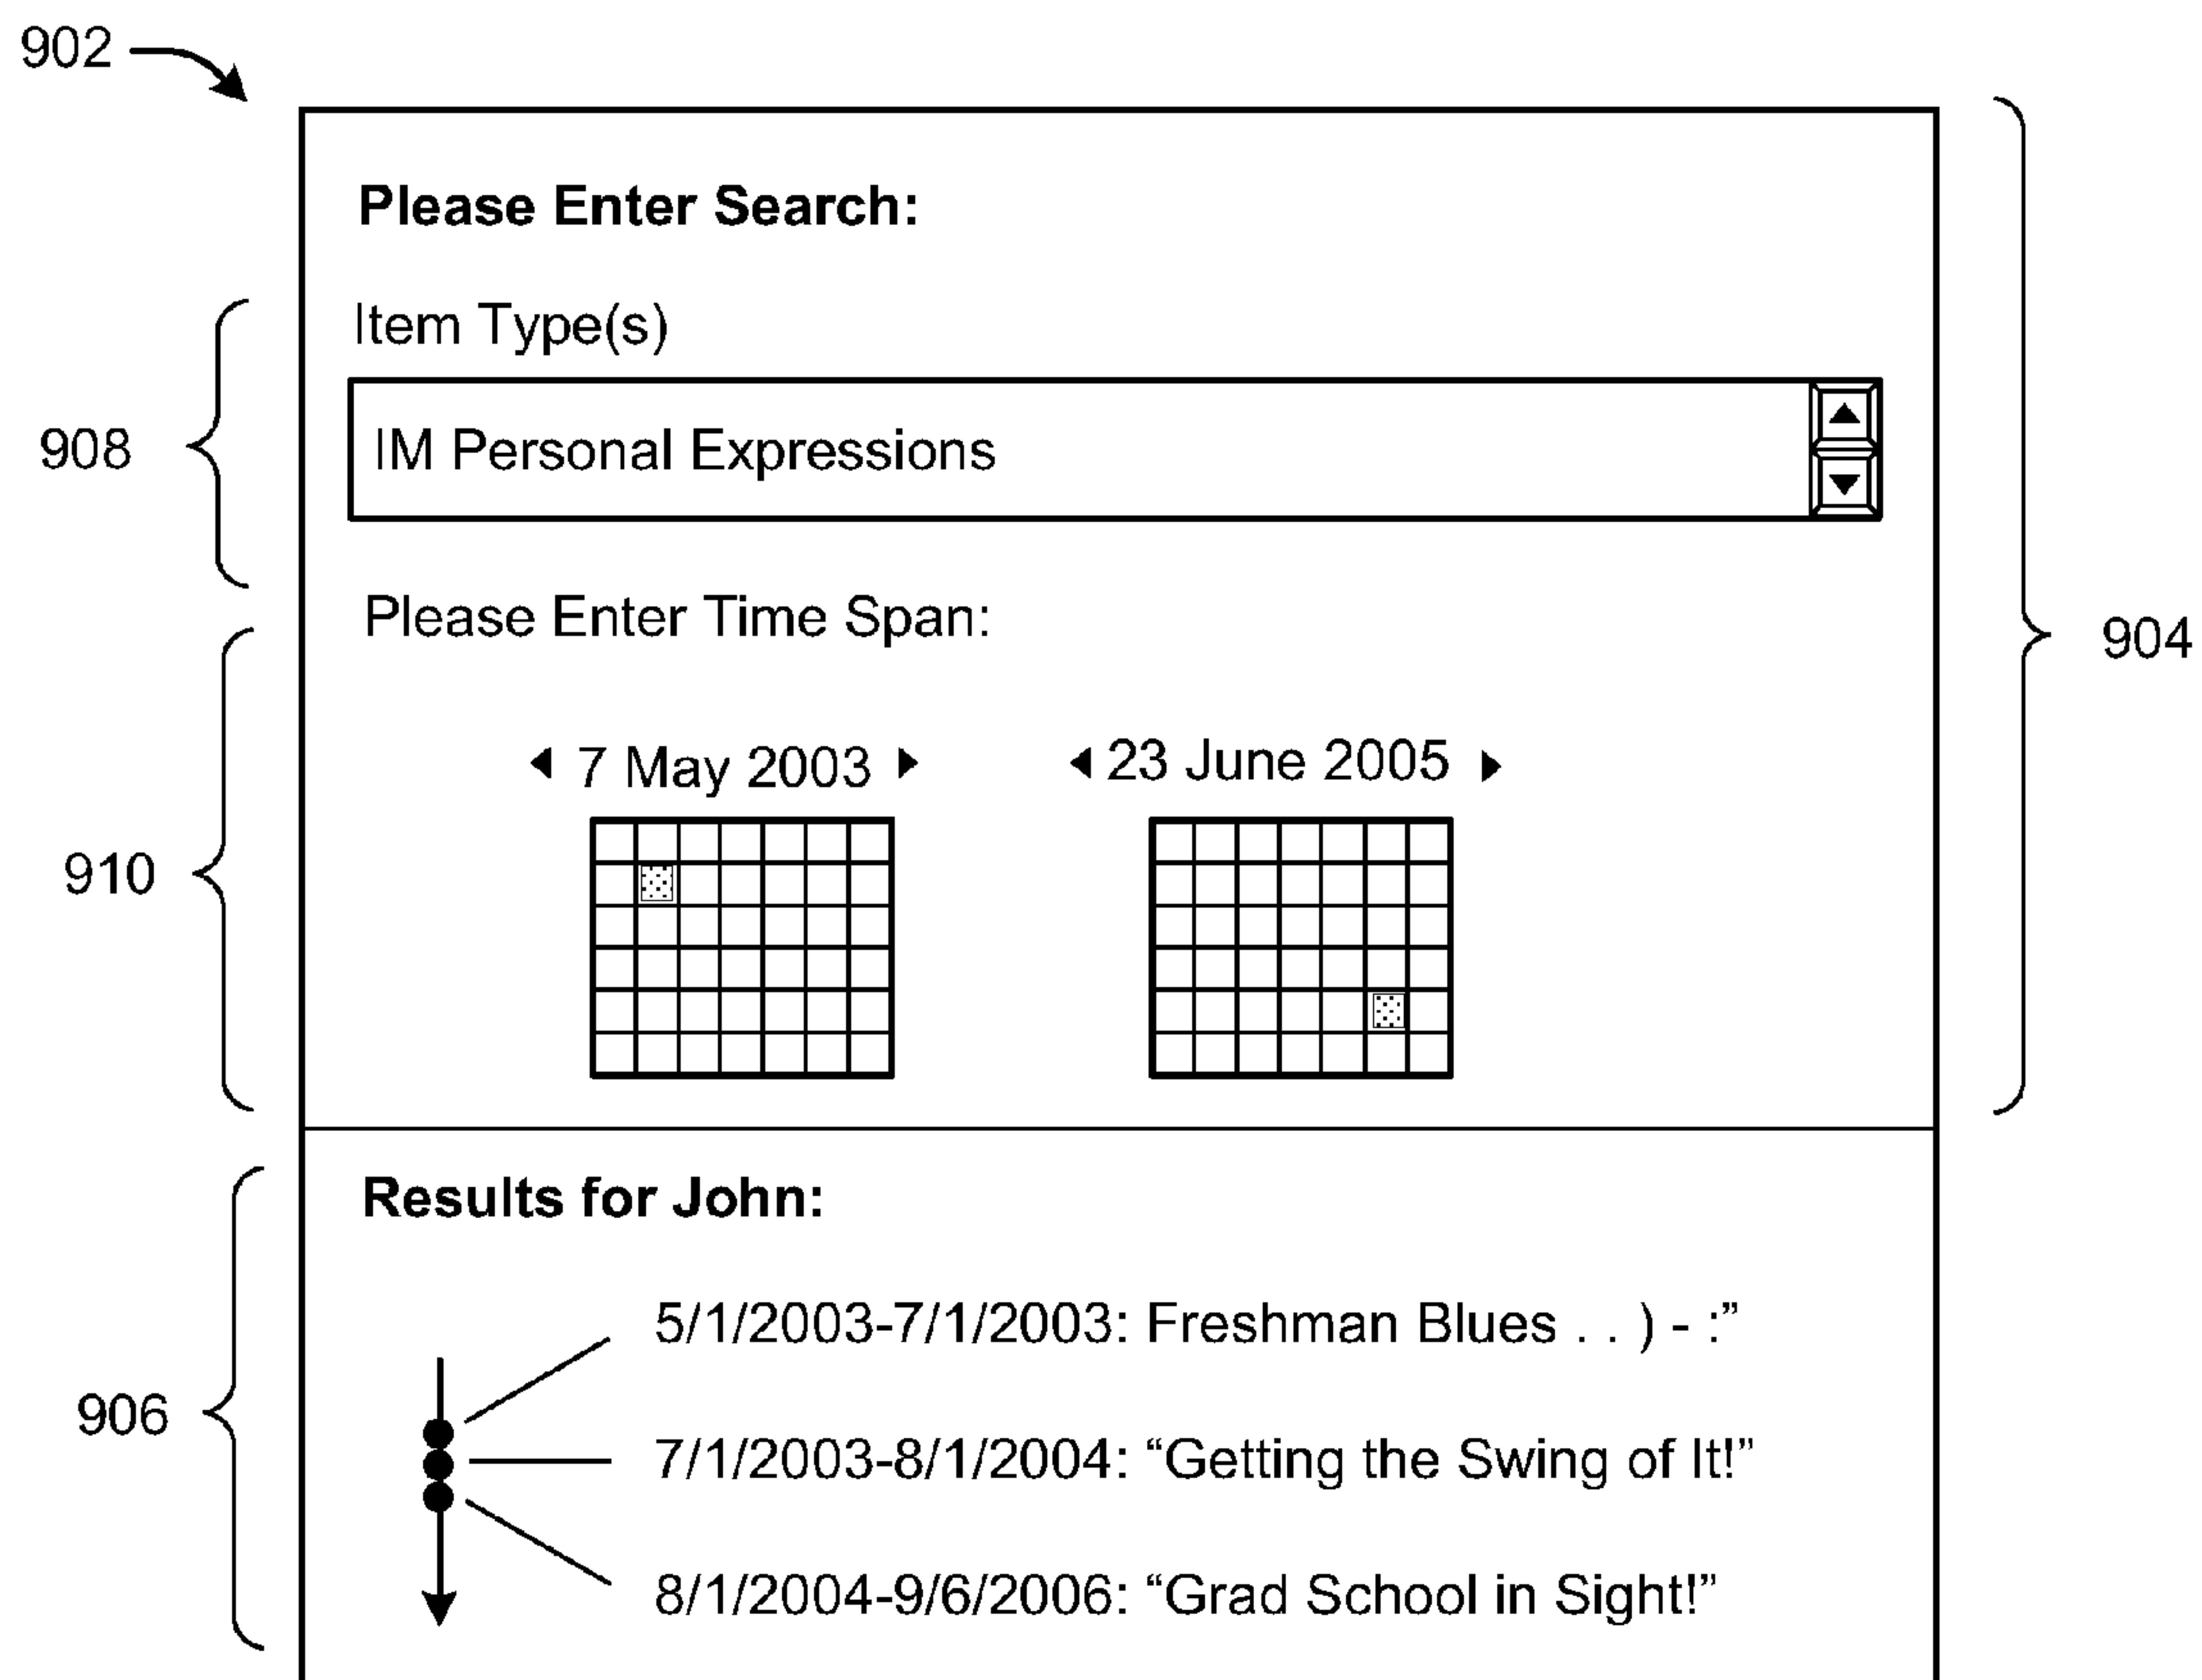 902
Please Enter Search:
Item Type(s)
908
IM Personal Expressions
Please Enter Time Span:
904
7 May 2003
23 June 2005
910
Results for John:
5/1/2003-7/1/2003: Freshman Blues . . ) - :”
906
7/1/2003-8/1/2004: “Getting the Swing of It!”
8/1/2004-9/6/2006: “Grad School in Sight!”